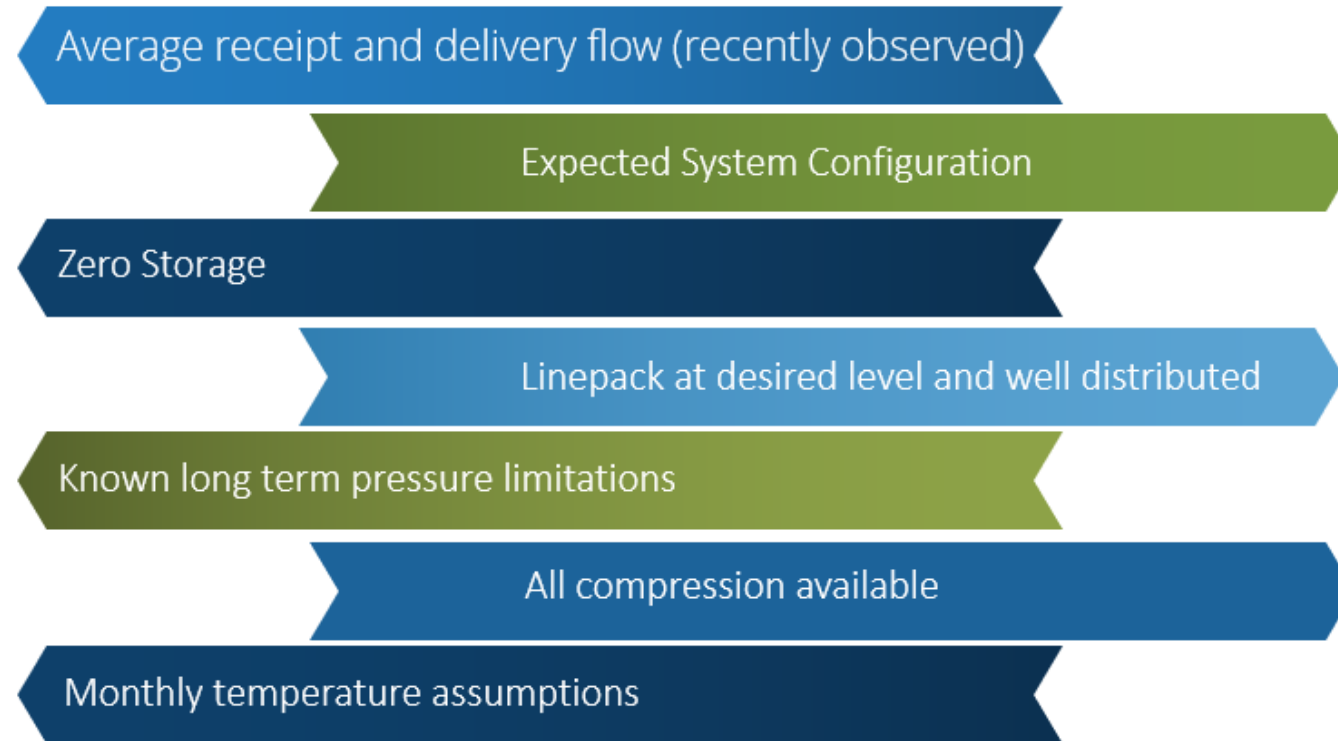 Average receipt and delivery flow (recently observed)
Expected System Configuration
Zero Storage
Linepack at desired level and well distributed
Known long term pressure limitations
All compression available
Monthly temperature assumptions